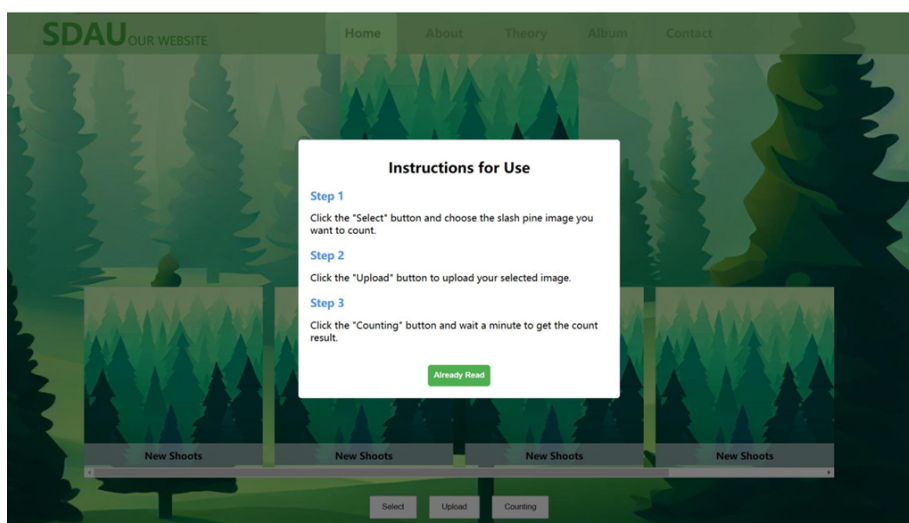 SDAU OUR WEBSITE Home About Theory Album Contact
Instructions for Use
Step 1
Click the "Select" button and choose the slash pine image you
want to count.
Step 2
Click the "Upload" button to upload your selected image.
Step 3
Click the "Counting" button and wait a minute to get the count
result.
Already Read
New Shoots New Shoots New Shoots New Shoots
Select Upload Counting